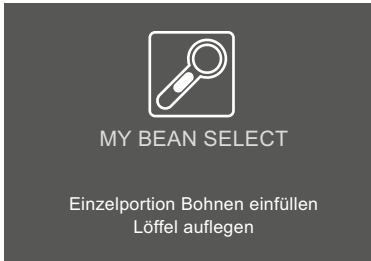 MY BEAN SELECT
Einzelportion Bohnen einfüllen
Löffel auflegen